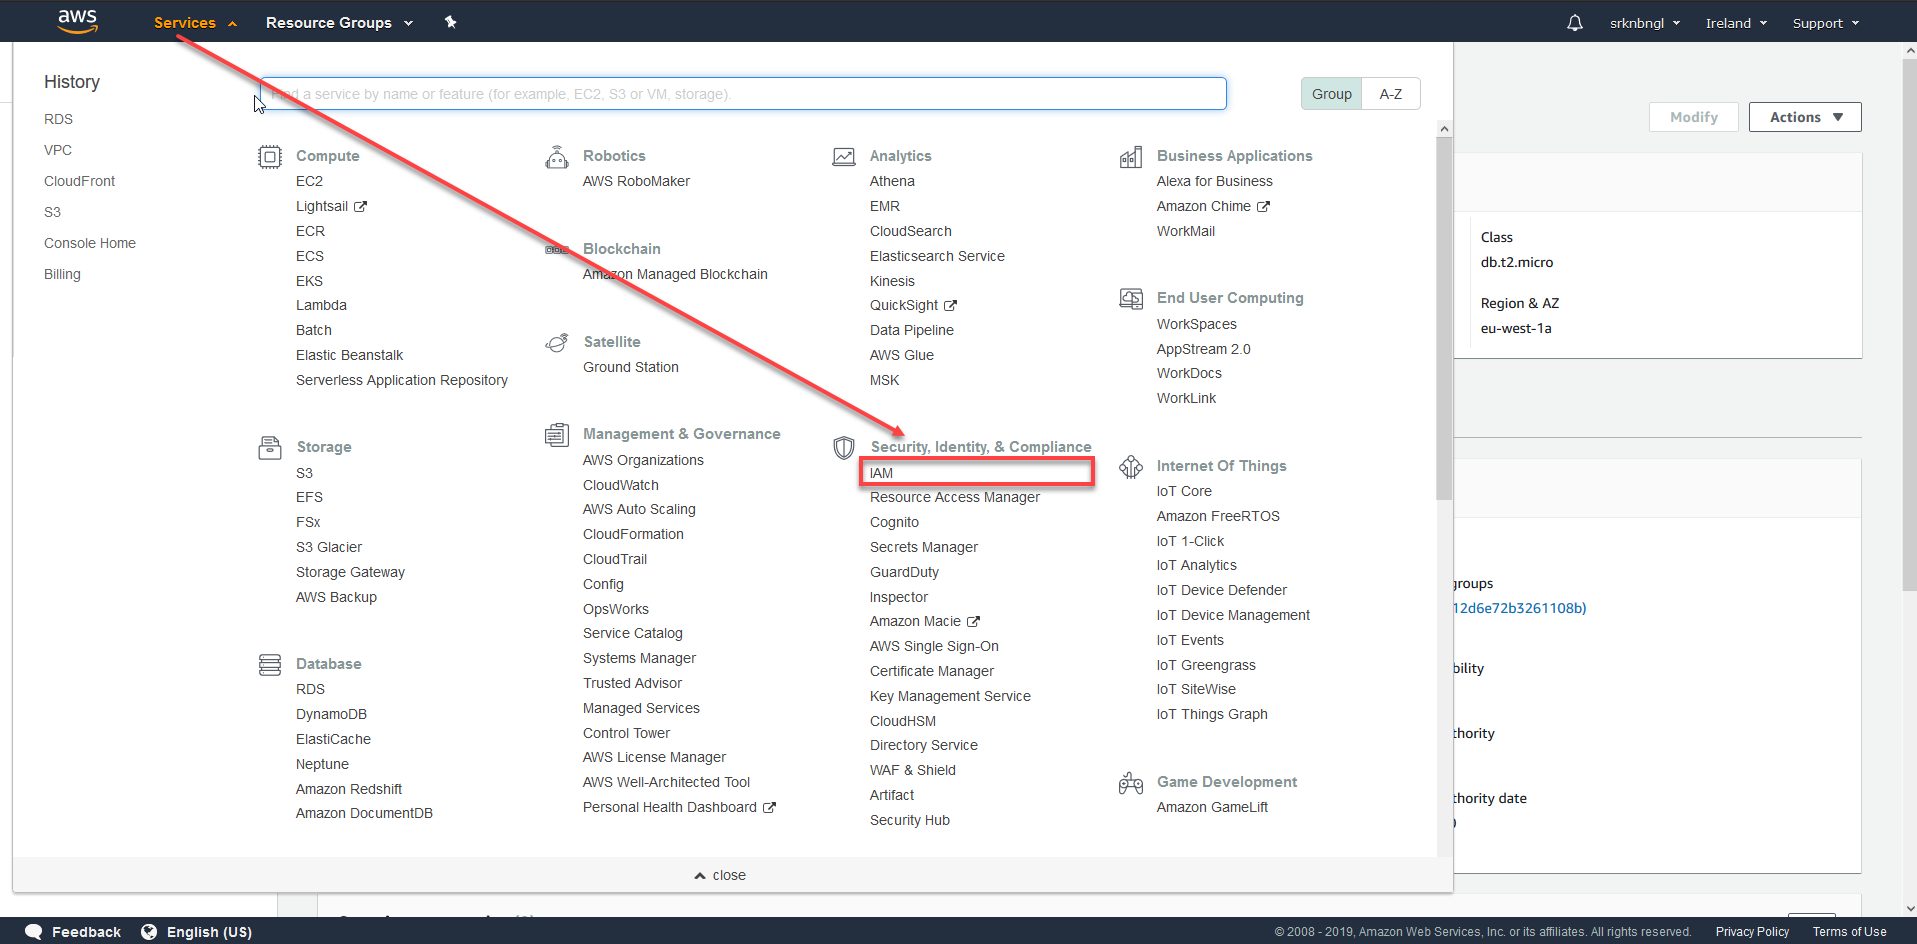 aws
Services
Resource Groups
srknbngl
Ireland
Support
History
RDS
VPC
CloudFront
S3
Console Home
Billing
Find a service by name or feature (for example, EC2, S3 or VM, storage).
Group
A-Z
Compute
EC2
Lightsail
ECR
ECS
EKS
Lambda
Batch
Elastic Beanstalk
Serverless Application Repository
Storage
S3
EFS
FSx
S3 Glacier
Storage Gateway
AWS Backup
Database
RDS
DynamoDB
ElastiCache
Neptune
Amazon Redshift
Amazon DocumentDB
Robotics
AWS RoboMaker
Blockchain
Amazon Managed Blockchain
Satellite
Ground Station
Management & Governance
AWS Organizations
CloudWatch
AWS Auto Scaling
CloudFormation
CloudTrail
Config
OpsWorks
Service Catalog
Systems Manager
Trusted Advisor
Managed Services
Control Tower
AWS License Manager
AWS Well-Architected Tool
Personal Health Dashboard
Analytics
Athena
EMR
CloudSearch
Elasticsearch Service
Kinesis
QuickSight
Data Pipeline
AWS Glue
MSK
Security, Identity, & Compliance
IAM
Resource Access Manager
Cognito
Secrets Manager
GuardDuty
Inspector
Amazon Macie
AWS Single Sign-On
Certificate Manager
Key Management Service
CloudHSM
Directory Service
WAF & Shield
Artifact
Security Hub
Business Applications
Alexa for Business
Amazon Chime
WorkMail
End User Computing
WorkSpaces
AppStream 2.0
WorkDocs
WorkLink
Internet Of Things
IoT Core
Amazon FreeRTOS
IoT 1-Click
IoT Analytics
IoT Device Defender
IoT Device Management
IoT Events
IoT Greengrass
IoT SiteWise
IoT Things Graph
Game Development
Amazon GameLift
close
Modify
Actions
Class
db.t2.micro
Region & AZ
eu-west-1a
groups
12d6e72b3261108b)
bility
thority
thority date
)
Feedback
English (US)
© 2008 - 2019, Amazon Web Services, Inc. or its affiliates. All rights reserved.
Privacy Policy
Terms of Use